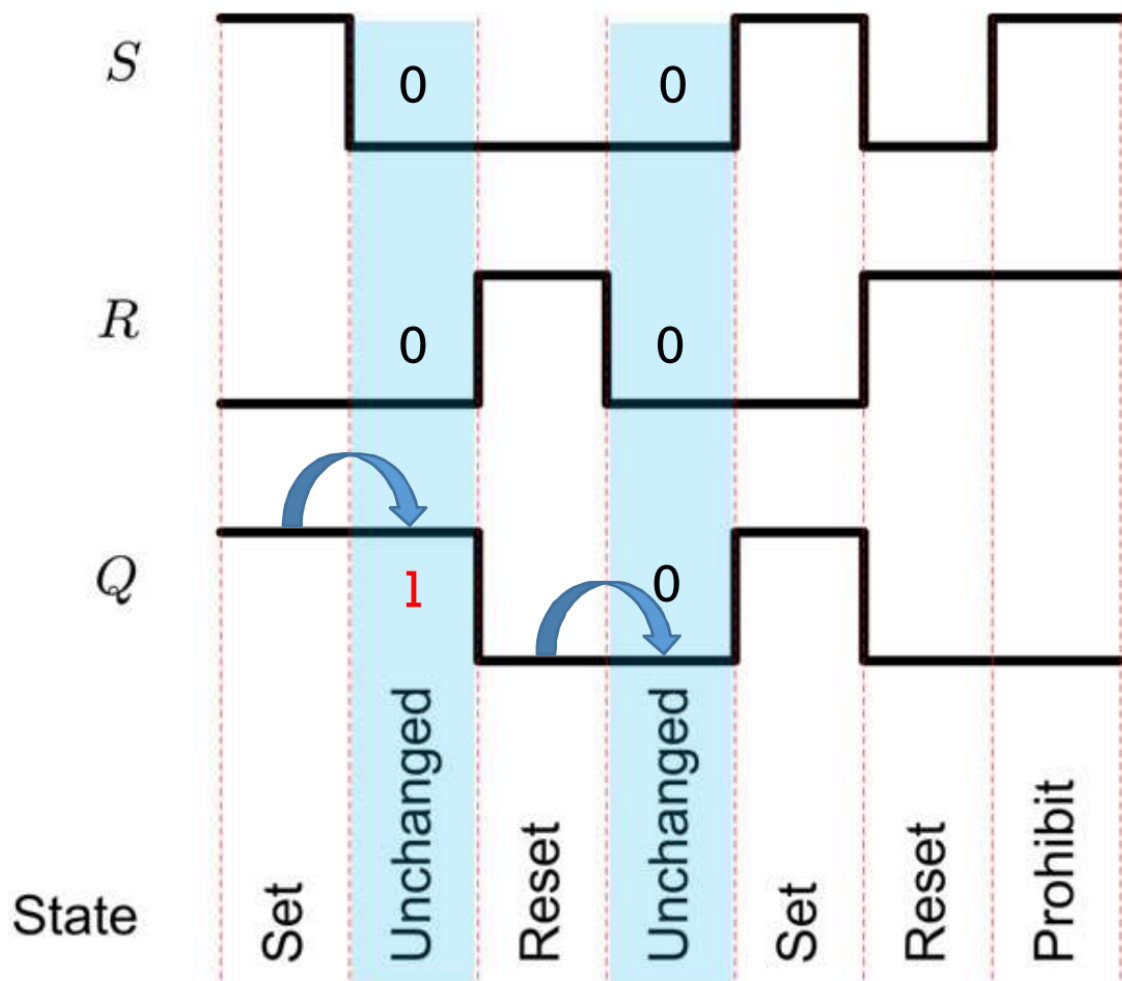 S
0 0
R
0 0
Q
1 0
State Set Unchanged Reset Unchanged Set Reset Prohibit